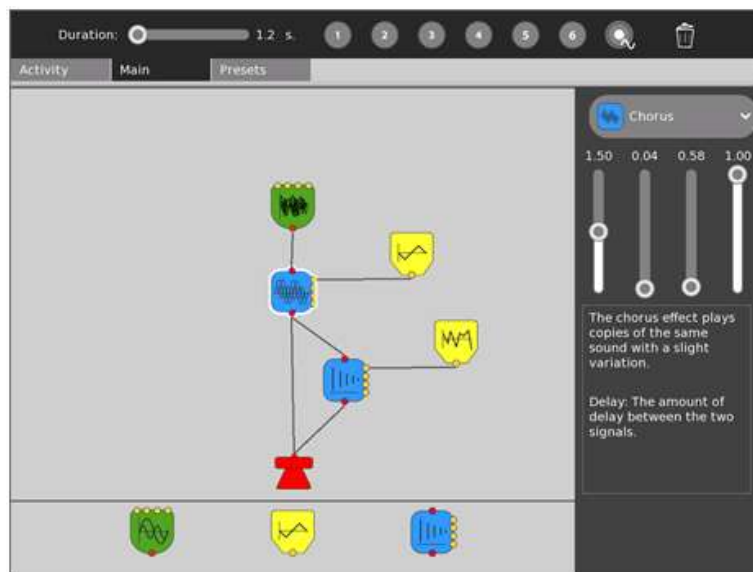 Duration: 1.2 s. 1 2 3 4 5 6
Activity Main Presets
Chorus
1.50 0.04 0.58 1.00
The chorus effect plays
copies of the same
sound with a slight
variation.
Delay: The amount of
delay between the two
signals.